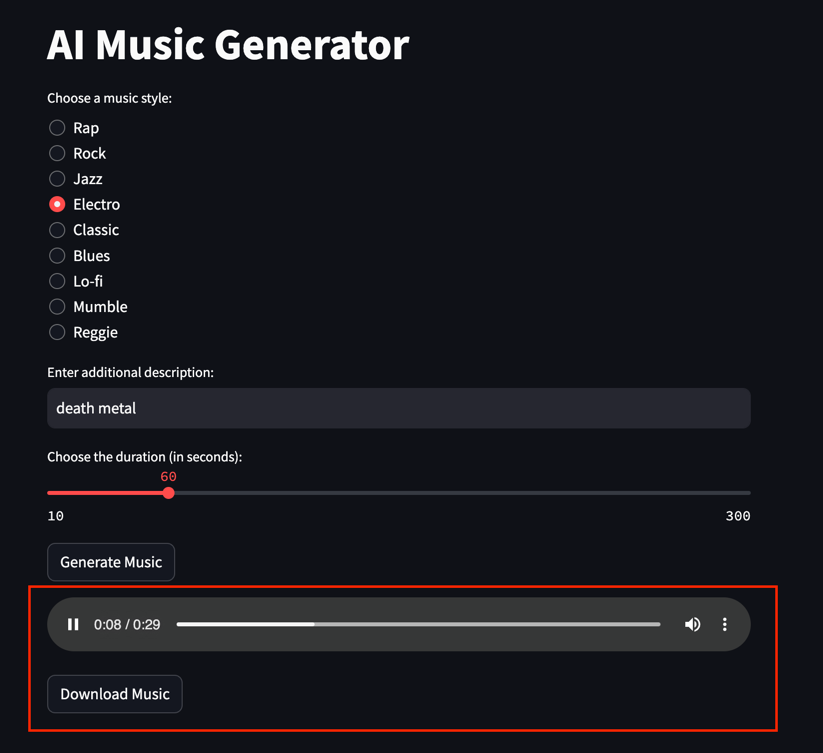 AI Music Generator
Choose a music style:
Rap
Rock
Jazz
Electro
Classic
Blues
Lo-fi
Mumble
Reggie
Enter additional description:
death metal
Choose the duration (in seconds):
60
10 300
Generate Music
0:08 / 0:29
Download Music